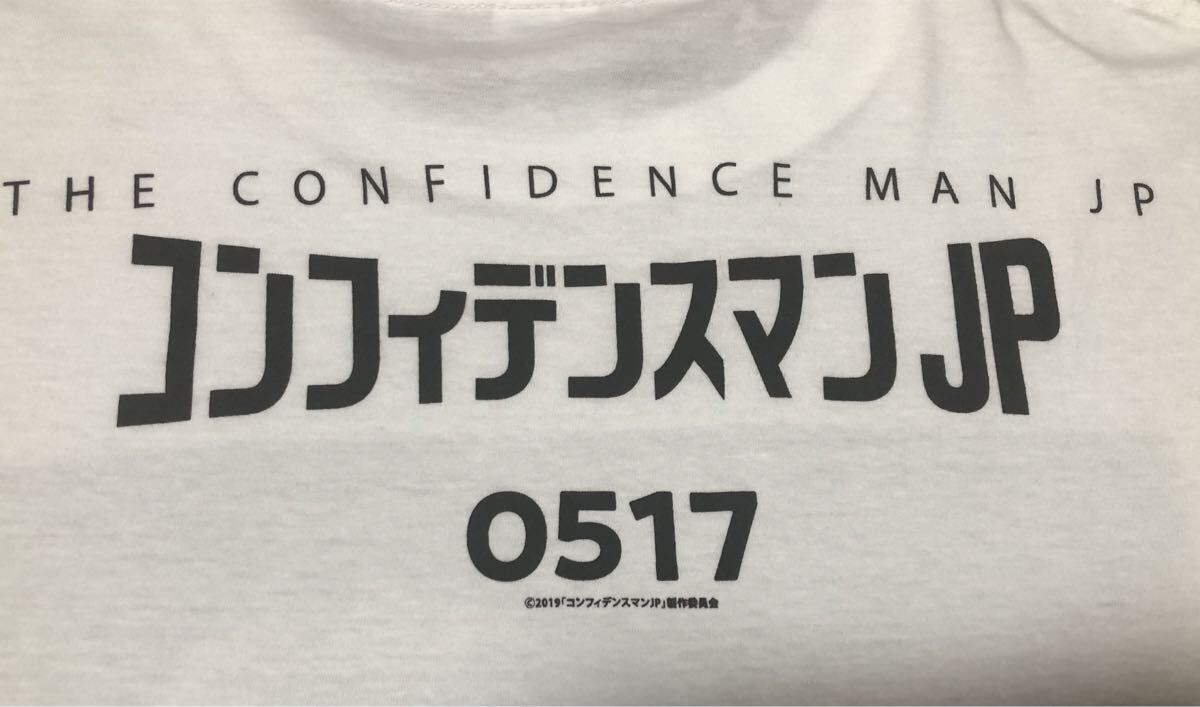 THE CONFIDENCE MAN JP
コンフィデンスマンJP
0517
©2019「コンフィデンスマンJP」製作委員会